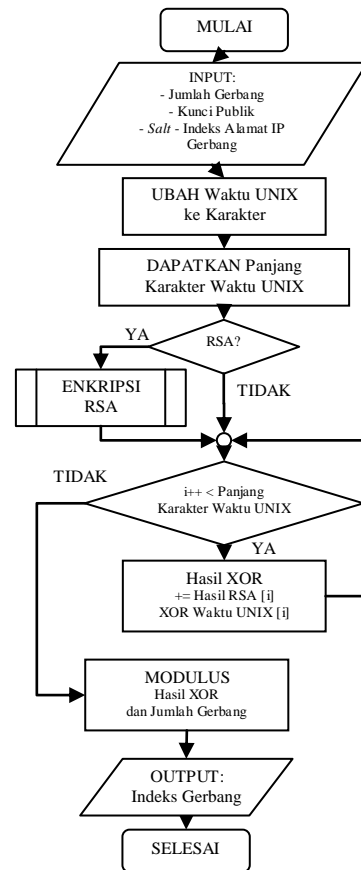 MULAI
INPUT:
- Jumlah Gerbang
- Kunci Publik
- Salt - Indeks Alamat IP
Gerbang
UBAH Waktu UNIX
ke Karakter
DAPATKAN Panjang
Karakter Waktu UNIX
YA
RSA?
ENKRIPSI
RSA
TIDAK
TIDAK
i++ < Panjang
Karakter Waktu UNIX
YA
Hasil XOR
+= Hasil RSA [i]
XOR Waktu UNIX [i]
MODULUS
Hasil XOR
dan Jumlah Gerbang
OUTPUT:
Indeks Gerbang
SELESAI